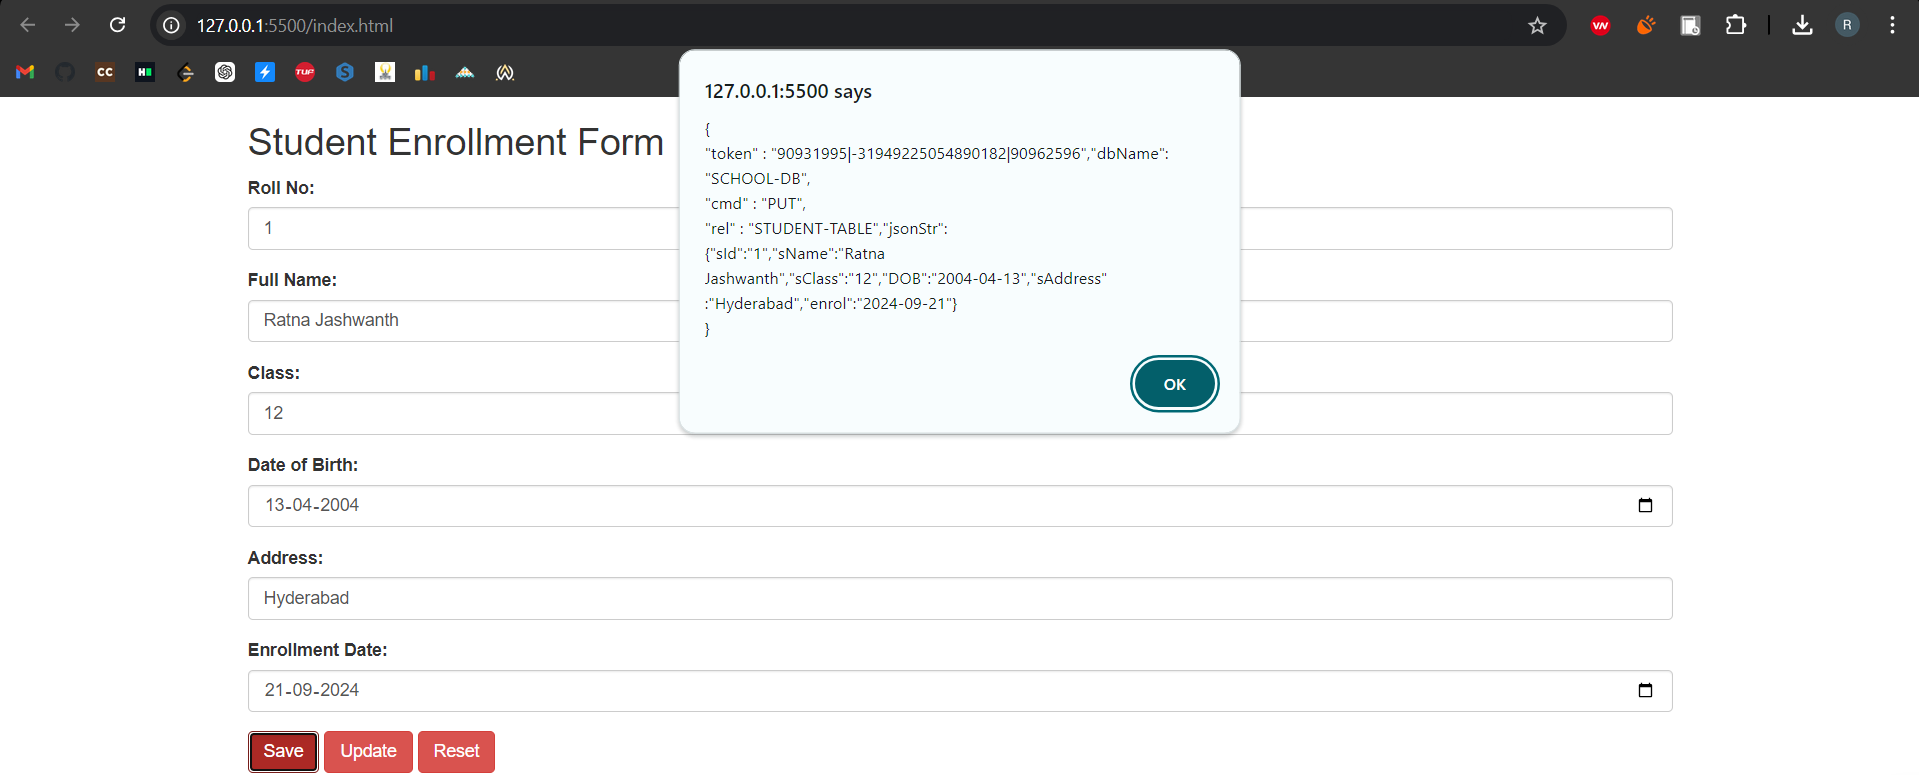 127.0.0.1:5500/index.html
R
CC
TUF
S
127.0.0.1:5500 says
{
"token" : "90931995|-31949225054890182|90962596","dbName":
"SCHOOL-DB",
"cmd" : "PUT",
"rel" : "STUDENT-TABLE","jsonStr":
{"sId":"1","sName":"Ratna
Jashwanth","sClass":"12","DOB":"2004-04-13","sAddress"
:"Hyderabad","enrol":"2024-09-21"}
}
OK
Student Enrollment Form
Roll No:
1
Full Name:
Ratna Jashwanth
Class:
12
Date of Birth:
13-04-2004
Address:
Hyderabad
Enrollment Date:
21-09-2024
Save Update Reset